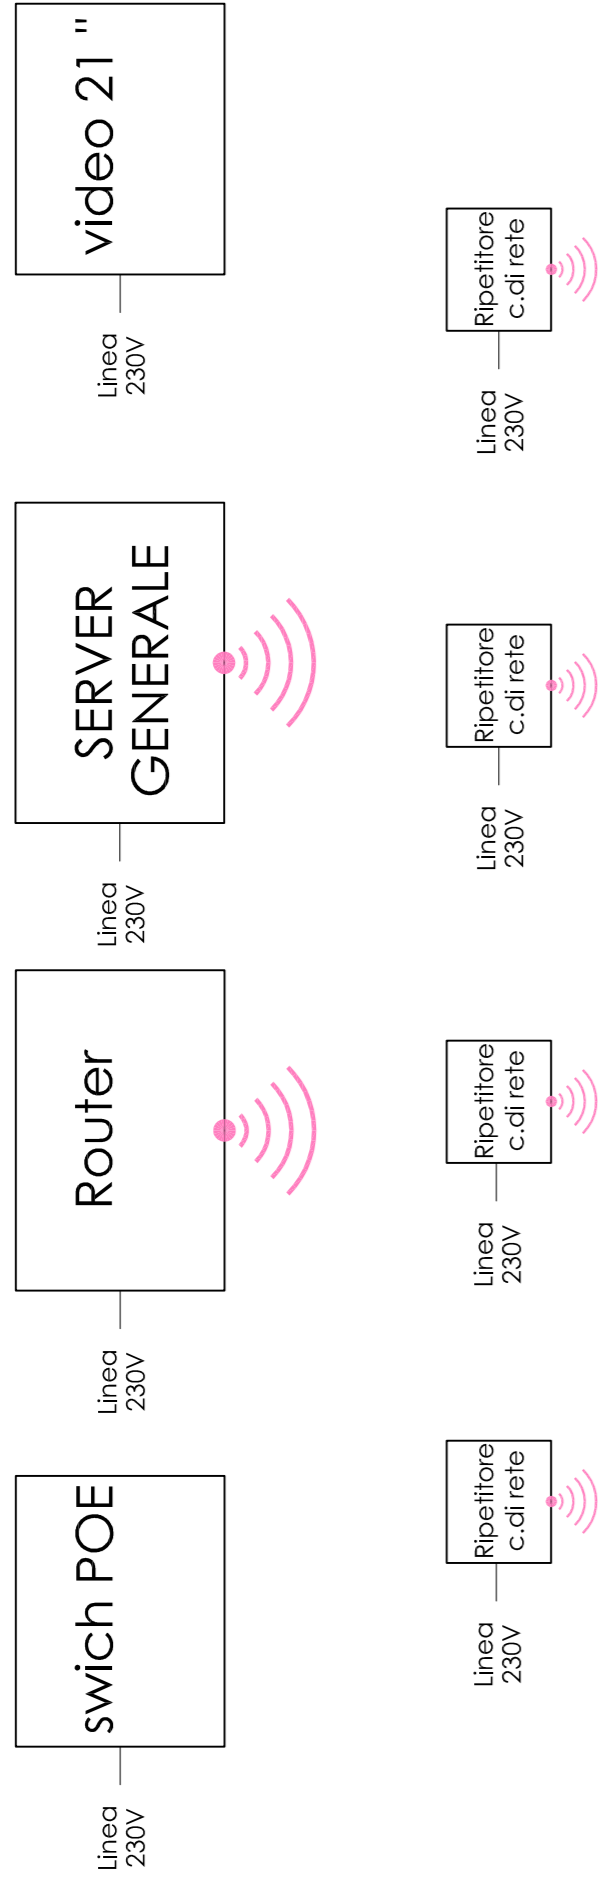 Linea
230V
swich POE
Linea
230V
Router
Linea
230V
SERVER
GENERALE
Linea
230V
video 21 "
Linea
230V
Ripetitore
c.di rete
Linea
230V
Ripetitore
c.di rete
Linea
230V
Ripetitore
c.di rete
Linea
230V
Ripetitore
c.di rete